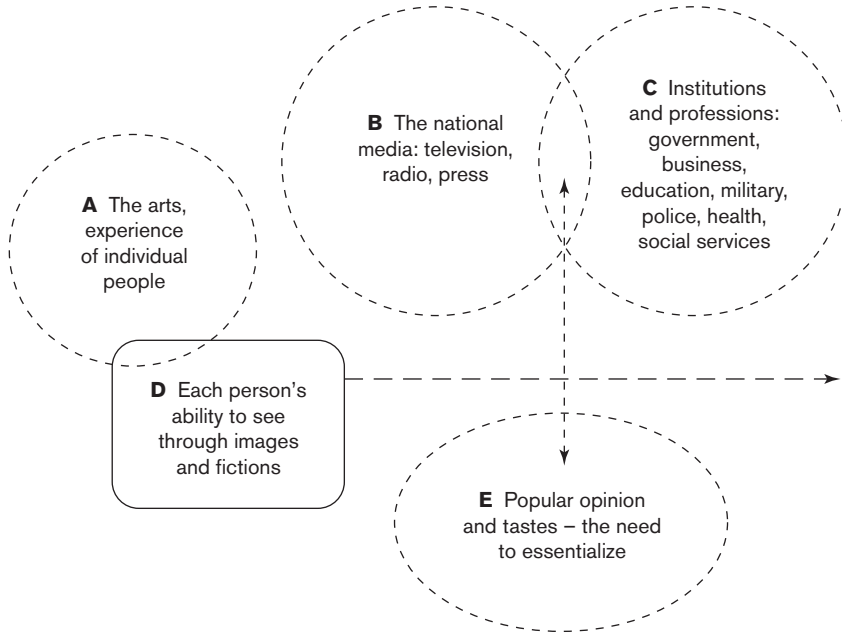 A The arts,
experience
of individual
people
B The national
media: television,
radio, press
C Institutions
and professions:
government,
business,
education, military,
police, health,
social services
D Each person's
ability to see
through images
and fictions
E Popular opinion
and tastes – the need
to essentialize